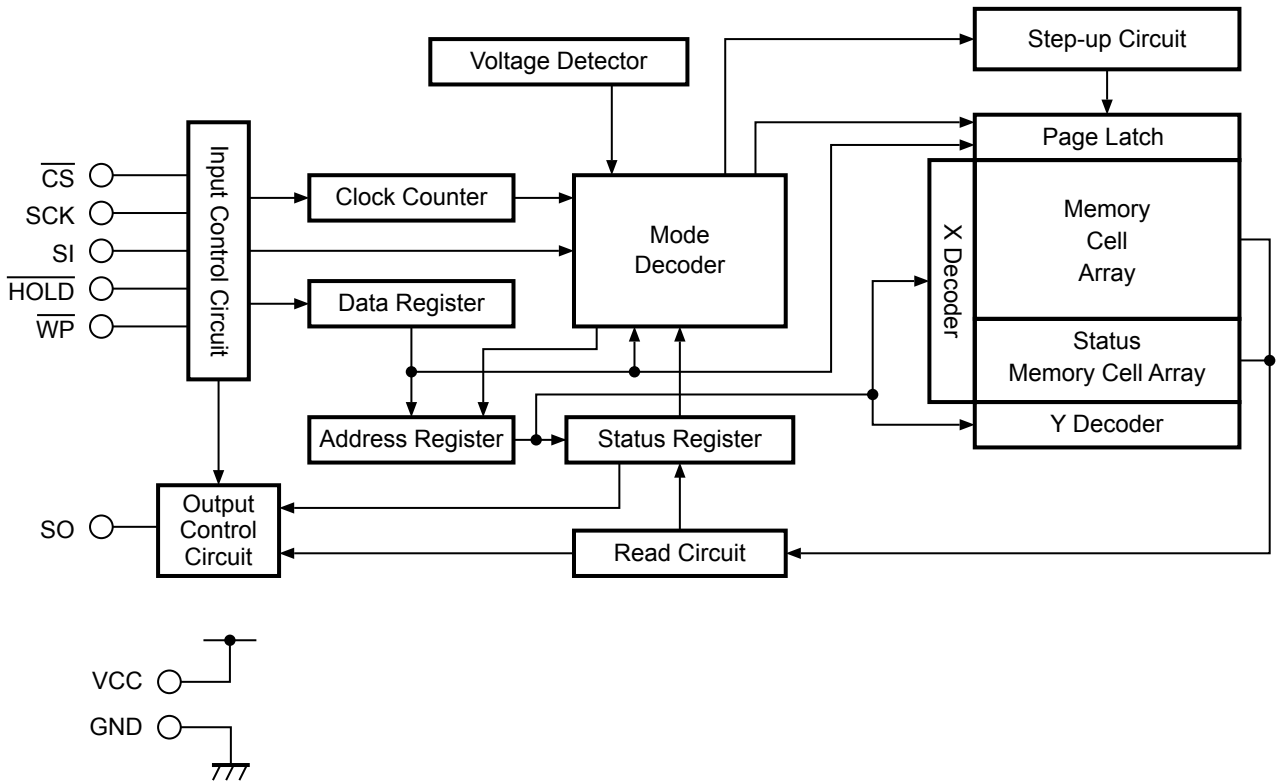 Step-up Circuit
Voltage Detector
Page Latch
Input Control Circuit
CS
SCK
SI
HOLD
WP
Clock Counter
Mode
Decoder
Data Register
X Decoder
Memory
Cell
Array
Status
Memory Cell Array
Address Register
Status Register
Y Decoder
SO
Output
Control
Circuit
Read Circuit
VCC
GND